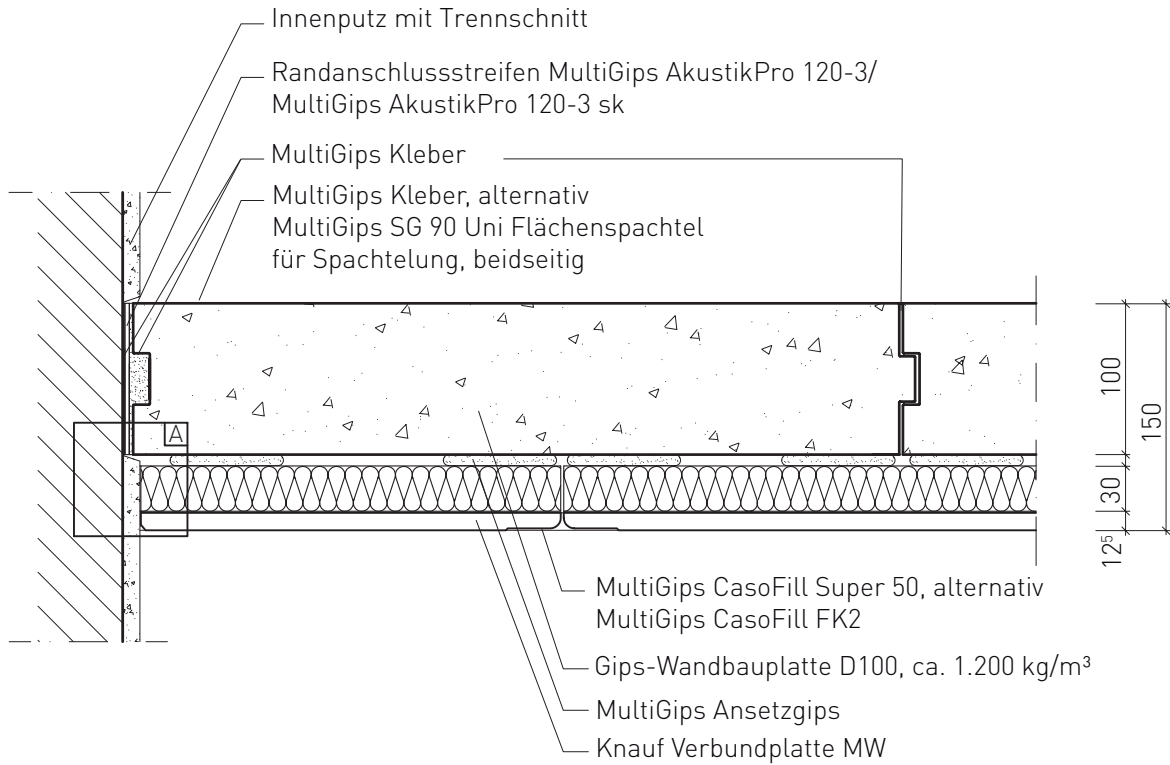 Innenputz mit Trennschnitt
Randanschlussstreifen MultiGips AkustikPro 120-3/
MultiGips AkustikPro 120-3 sk
MultiGips Kleber
MultiGips Kleber, alternativ
MultiGips SG 90 Uni Flächenspachtel
für Spachtelung, beidseitig
A
100
150
30
12⁵
MultiGips CasoFill Super 50, alternativ
MultiGips CasoFill FK2
Gips-Wandbauplatte D100, ca. 1.200 kg/m³
MultiGips Ansetzgips
Knauf Verbundplatte MW